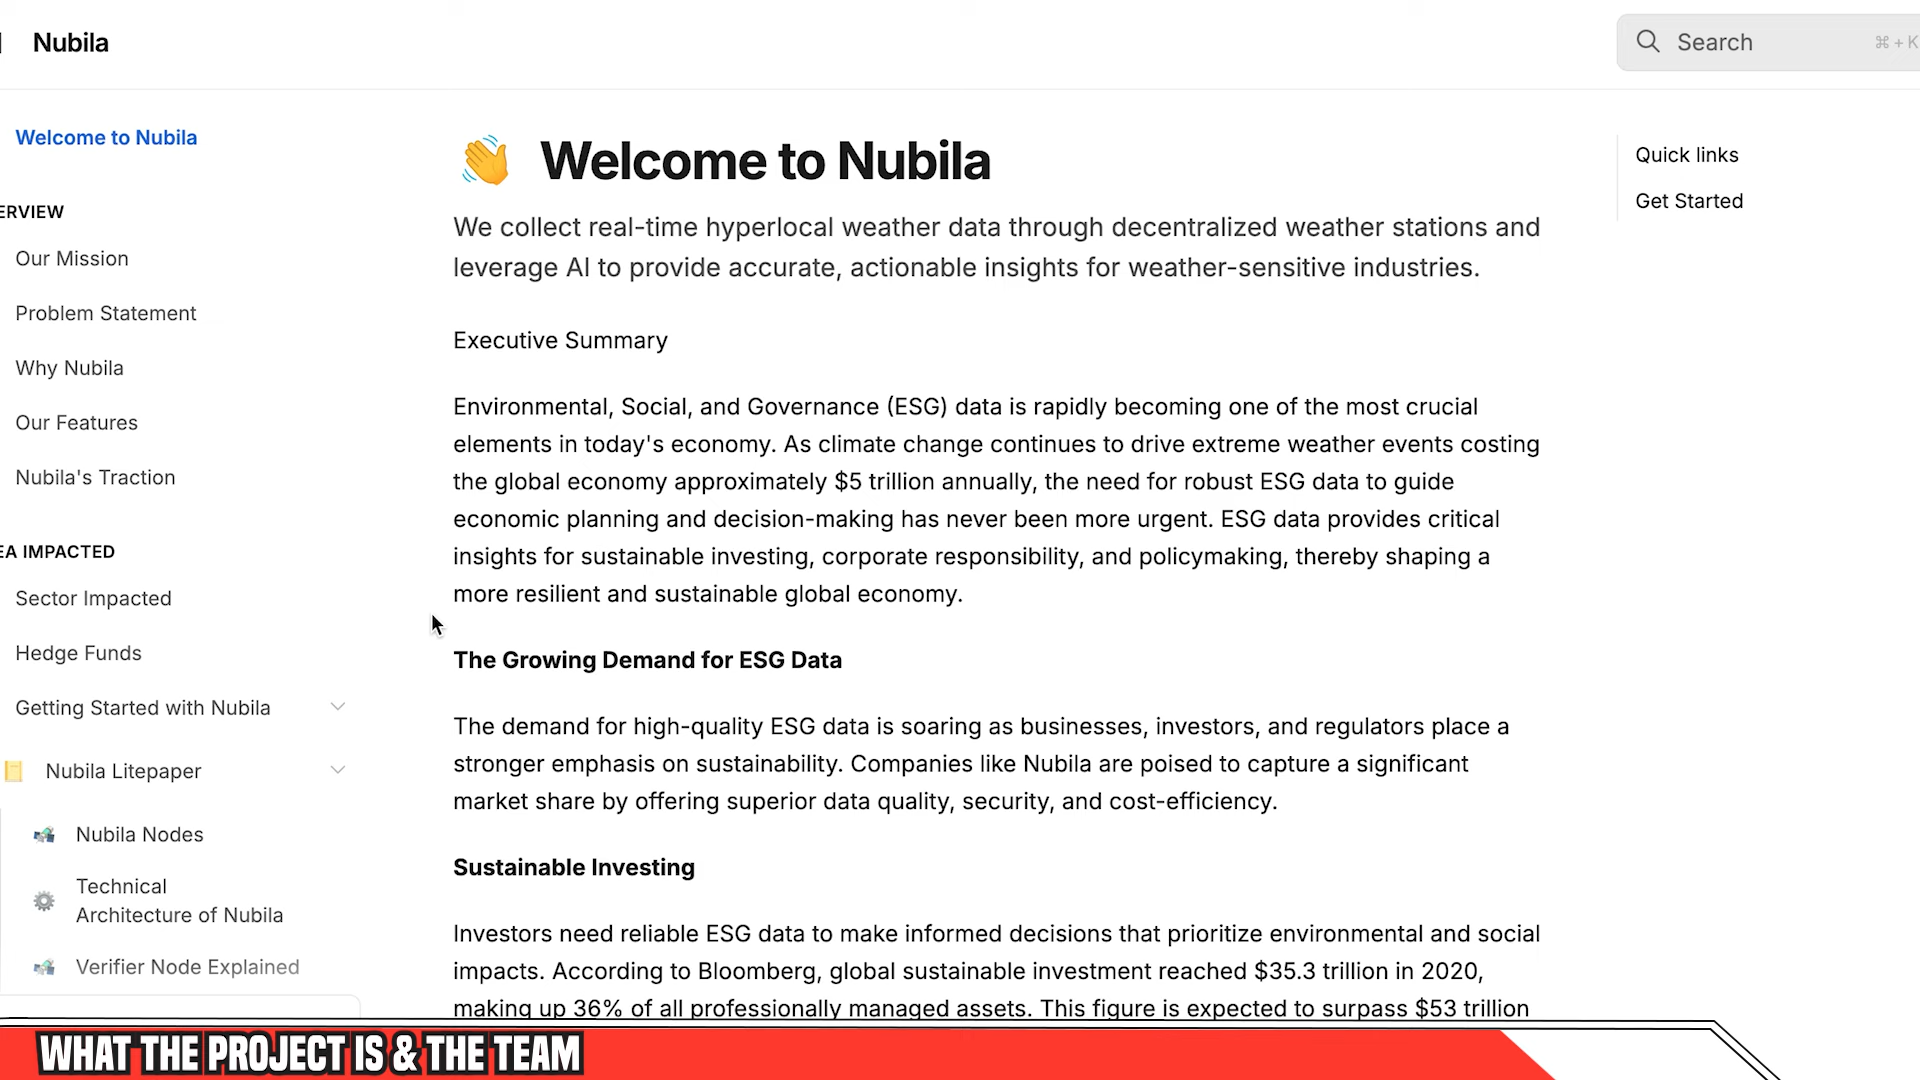 Nubila
Search
⌘ + K
Welcome to Nubila
ERVIEW
Our Mission
Problem Statement
Why Nubila
Our Features
Nubila's Traction
EA IMPACTED
Sector Impacted
Hedge Funds
Getting Started with Nubila
Nubila Litepaper
Nubila Nodes
Technical
Architecture of Nubila
Verifier Node Explained
👋 Welcome to Nubila
We collect real-time hyperlocal weather data through decentralized weather stations and
leverage AI to provide accurate, actionable insights for weather-sensitive industries.
Executive Summary
Environmental, Social, and Governance (ESG) data is rapidly becoming one of the most crucial
elements in today's economy. As climate change continues to drive extreme weather events costing
the global economy approximately $5 trillion annually, the need for robust ESG data to guide
economic planning and decision-making has never been more urgent. ESG data provides critical
insights for sustainable investing, corporate responsibility, and policymaking, thereby shaping a
more resilient and sustainable global economy.
The Growing Demand for ESG Data
The demand for high-quality ESG data is soaring as businesses, investors, and regulators place a
stronger emphasis on sustainability. Companies like Nubila are poised to capture a significant
market share by offering superior data quality, security, and cost-efficiency.
Sustainable Investing
Investors need reliable ESG data to make informed decisions that prioritize environmental and social
impacts. According to Bloomberg, global sustainable investment reached $35.3 trillion in 2020,
making up 36% of all professionally managed assets. This figure is expected to surpass $53 trillion
Quick links
Get Started
WHAT THE PROJECT IS & THE TEAM